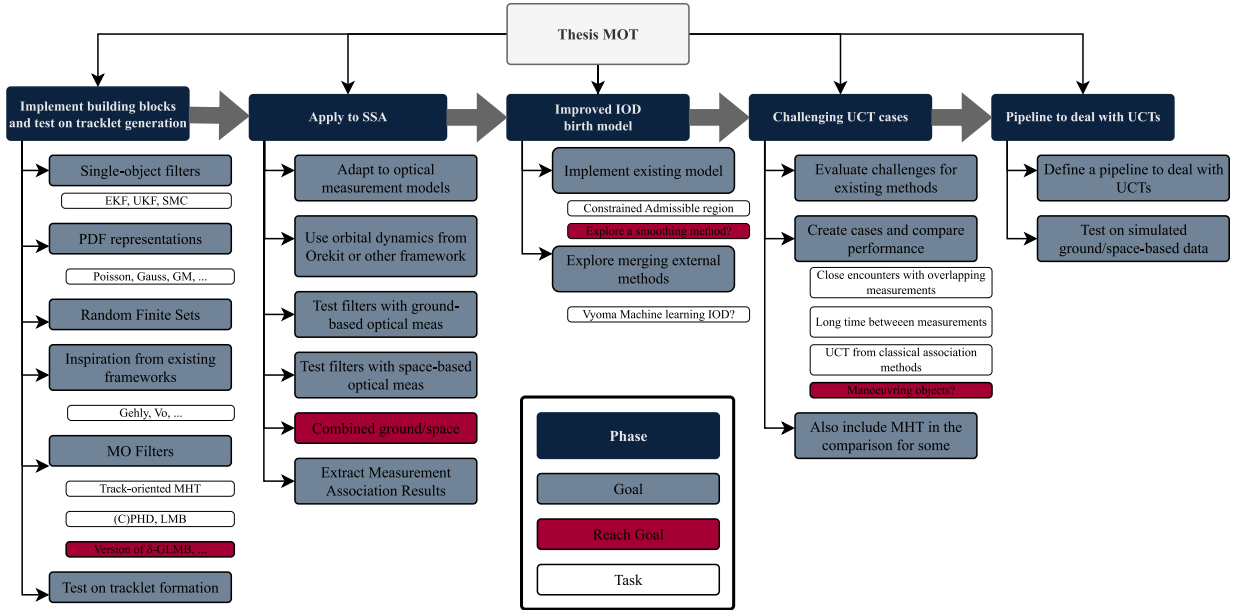 Thesis MOT
Implement building blocks
and test on tracklet generation
Single-object filters
EKF, UKF, SMC
PDF representations
Poisson, Gauss, GM, ...
Random Finite Sets
Inspiration from existing
frameworks
Gehly, Vo, ...
MO Filters
Track-oriented MHT
(C)PHD, LMB
Version of δ-GLMB, ...
Test on tracklet formation
Apply to SSA
Adapt to optical
measurement models
Use orbital dynamics from
Orekit or other framework
Test filters with ground-
based optical meas
Test filters with space-based
optical meas
Combined ground/space
Extract Measurement
Association Results
Improved IOD
birth model
Implement existing model
Constrained Admissible region
Explore a smoothing method?
Explore merging external
methods
Vyoma Machine learning IOD?
Challenging UCT cases
Evaluate challenges for
existing methods
Create cases and compare
performance
Close encounters with overlapping
measurements
Long time betweeen measurements
UCT from classical association
methods
Manoeuvring objects?
Also include MHT in the
comparison for some
Pipeline to deal with UCTs
Define a pipeline to deal with
UCTs
Test on simulated
ground/space-based data
Phase
Goal
Reach Goal
Task